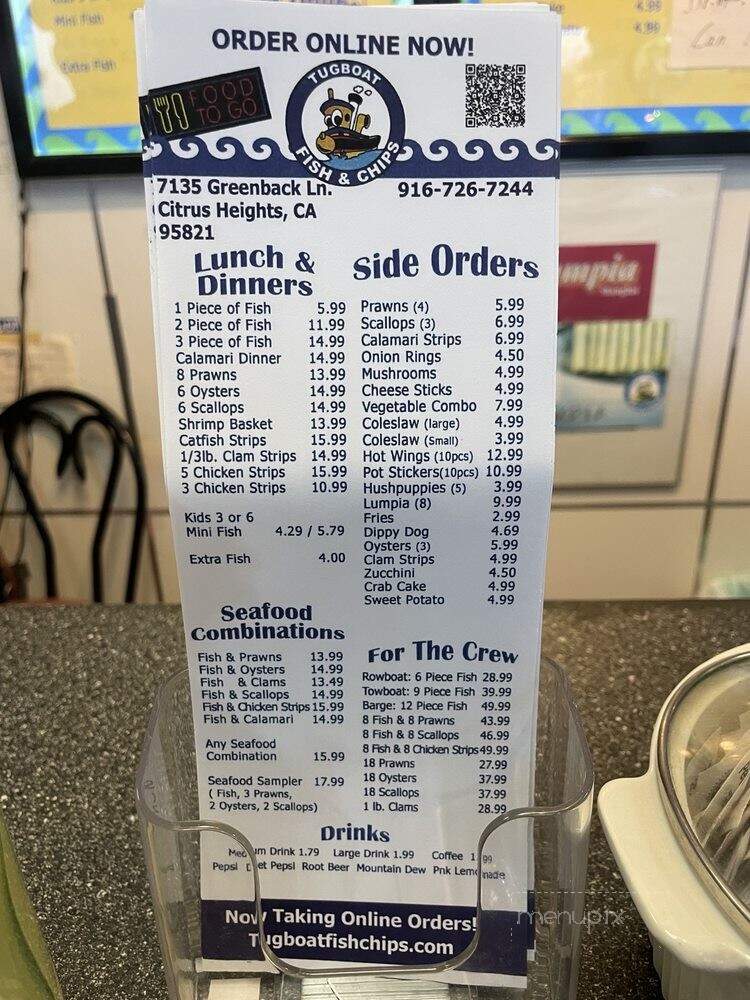 Mini Fish
Extra Fish
4.99
4.99
ORDER ONLINE NOW!
FOOD
TO GO
TUGBOAT
FISH & CHIPS
7135 Greenback Ln.
Citrus Heights, CA
95821
916-726-7244
Lunch &
Dinners
1 Piece of Fish 5.99
2 Piece of Fish 11.99
3 Piece of Fish 14.99
Calamari Dinner 14.99
8 Prawns 13.99
6 Oysters 14.99
6 Scallops 14.99
Shrimp Basket 13.99
Catfish Strips 15.99
1/3lb. Clam Strips 14.99
5 Chicken Strips 15.99
3 Chicken Strips 10.99
Kids 3 or 6
Mini Fish 4.29 / 5.79
Extra Fish 4.00
Seafood
Combinations
Fish & Prawns 13.99
Fish & Oysters 14.99
Fish & Clams 13.49
Fish & Scallops 14.99
Fish & Chicken Strips 15.99
Fish & Calamari 14.99
Any Seafood
Combination 15.99
Seafood Sampler 17.99
( Fish, 3 Prawns,
2 Oysters, 2 Scallops)
Side Orders
Prawns (4) 5.99
Scallops (3) 6.99
Calamari Strips 6.99
Onion Rings 4.50
Mushrooms 4.99
Cheese Sticks 4.99
Vegetable Combo 7.99
Coleslaw (large) 4.99
Coleslaw (Small) 3.99
Hot Wings (10pcs) 12.99
Pot Stickers(10pcs) 10.99
Hushpuppies (5) 3.99
Lumpia (8) 9.99
Fries 2.99
Dippy Dog 4.69
Oysters (3) 5.99
Clam Strips 4.99
Zucchini 4.50
Crab Cake 4.99
Sweet Potato 4.99
For The Crew
Rowboat: 6 Piece Fish 28.99
Towboat: 9 Piece Fish 39.99
Barge: 12 Piece Fish 49.99
8 Fish & 8 Prawns 43.99
8 Fish & 8 Scallops 46.99
8 Fish & 8 Chicken Strips 49.99
18 Prawns 27.99
18 Oysters 37.99
18 Scallops 37.99
1 lb. Clams 28.99
Drinks
Medium Drink 1.79 Large Drink 1.99 Coffee 1.99
Pepsi Diet Pepsi Root Beer Mountain Dew Pnk Lemonade
Now Taking Online Orders!
Tugboatfishchips.com
menupix